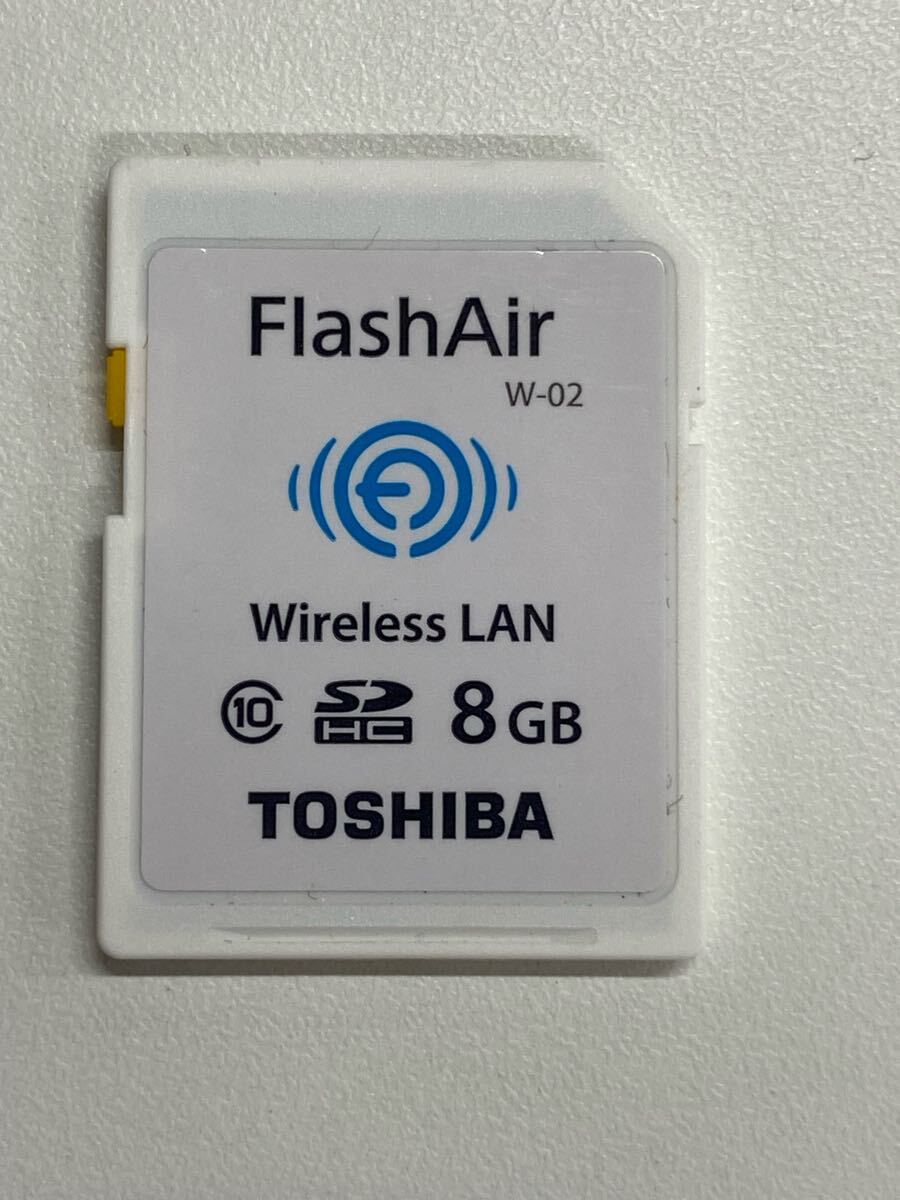 FlashAir
W-02
Wireless LAN
10 SD HC 8 GB
TOSHIBA